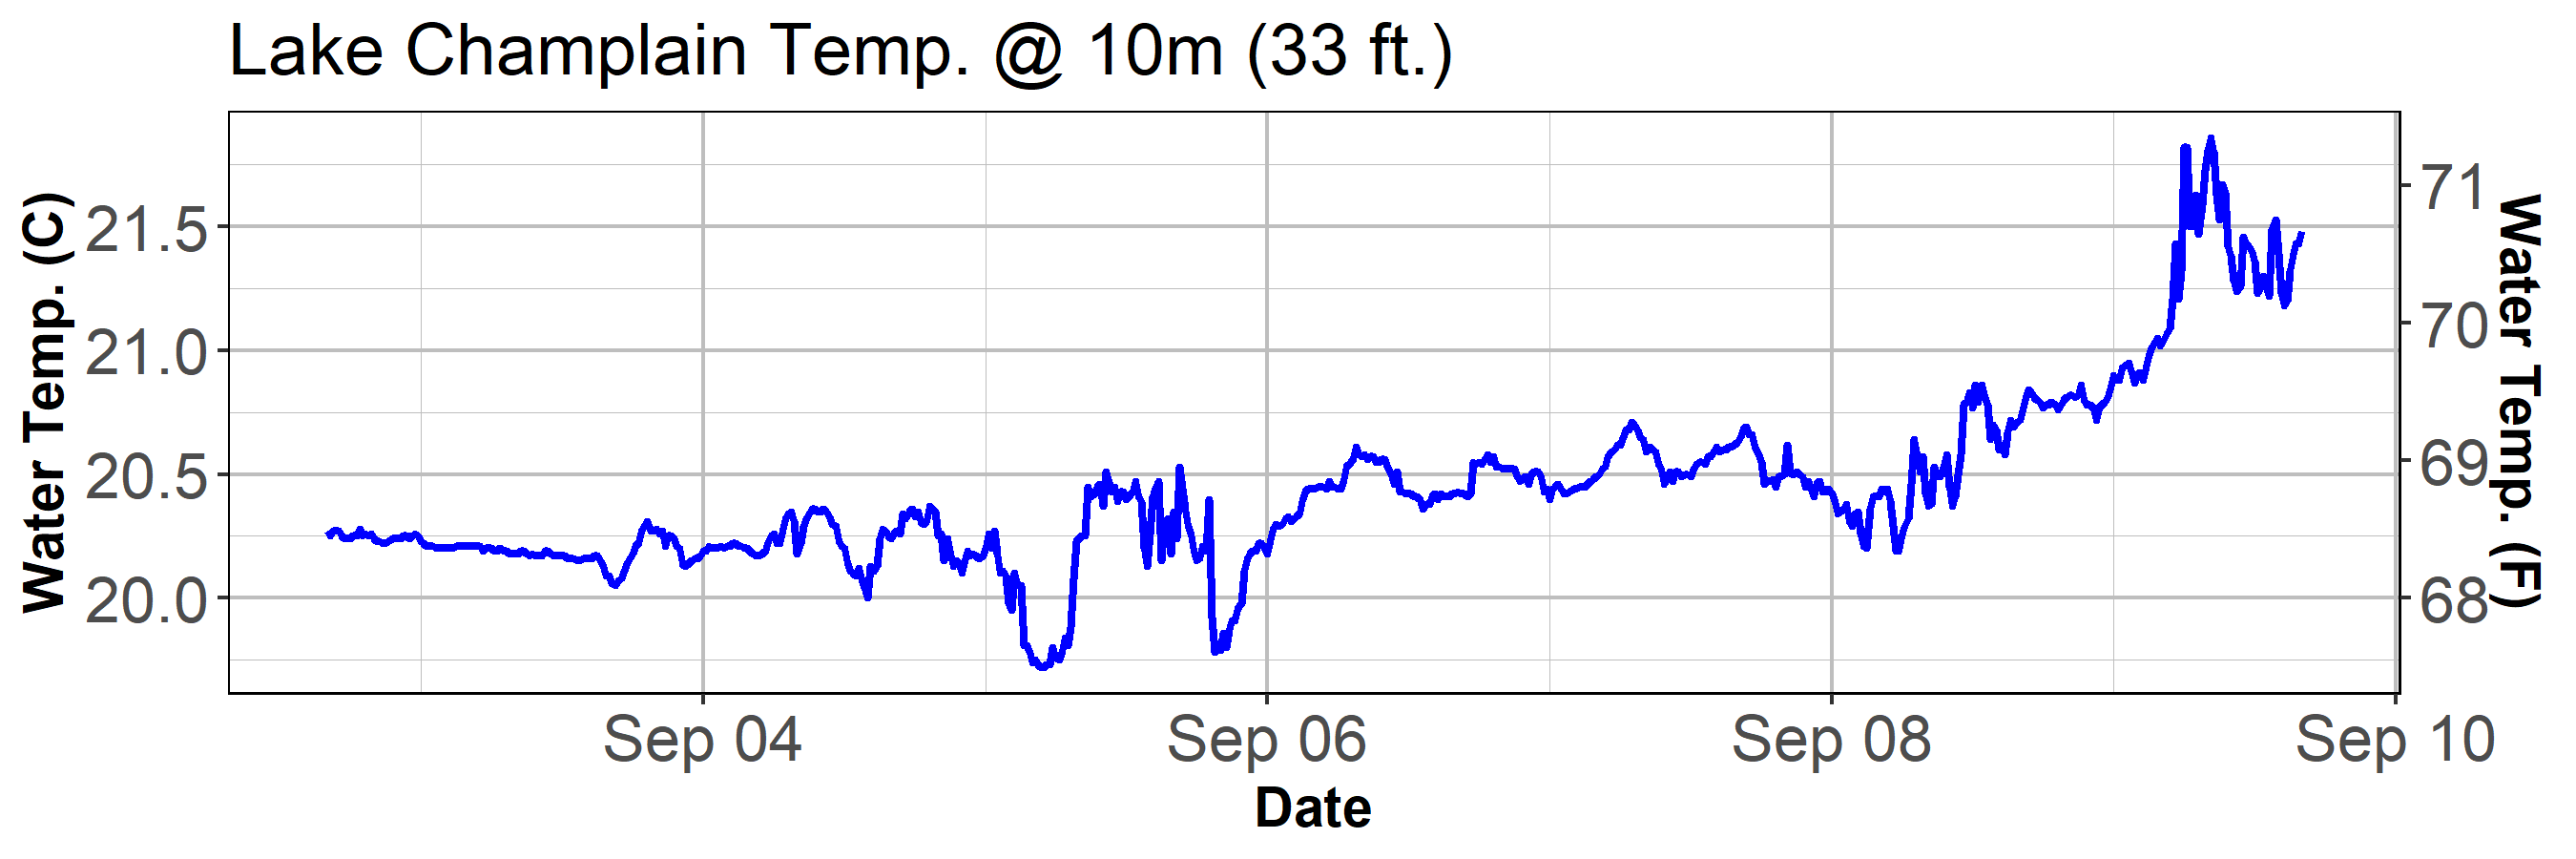 Lake Champlain Temp. @ 10m (33 ft.)
Water Temp. (C)
21.5
21.0
20.5
20.0
71
70
69
68
Water Temp. (F)
Sep 04
Sep 06
Sep 08
Sep 10
Date